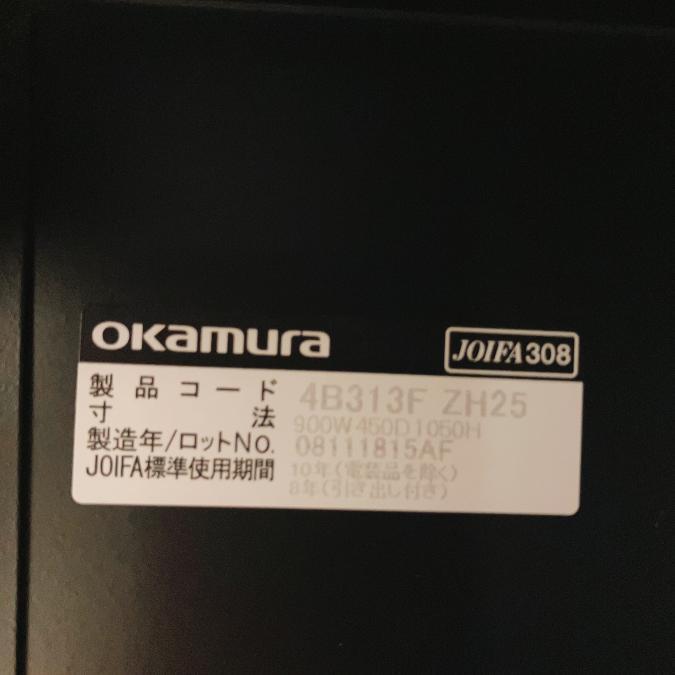 okamura
JOIFA308
製品コード 4B313F ZH25
寸法 900W450D1050H
製造年/ロットNo. 08111815AF
JOIFA標準使用期間 10年(電装品を除く)
8年(引き出し付き)